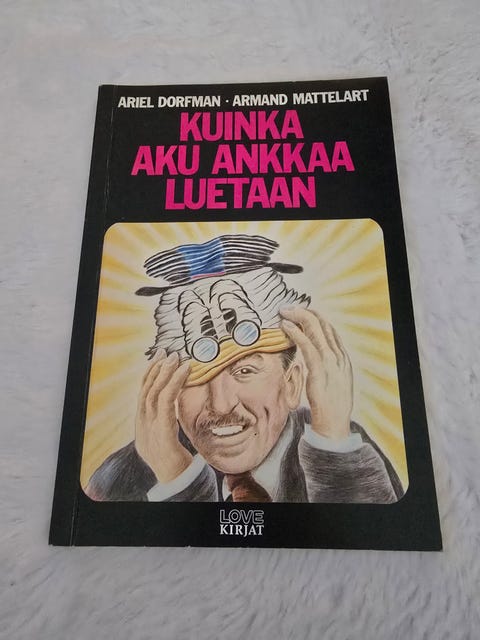 ARIEL DORFMAN · ARMAND MATTELART
KUINKA
AKU ANKKAA
LUETAAN
LOVE
KIRJAT